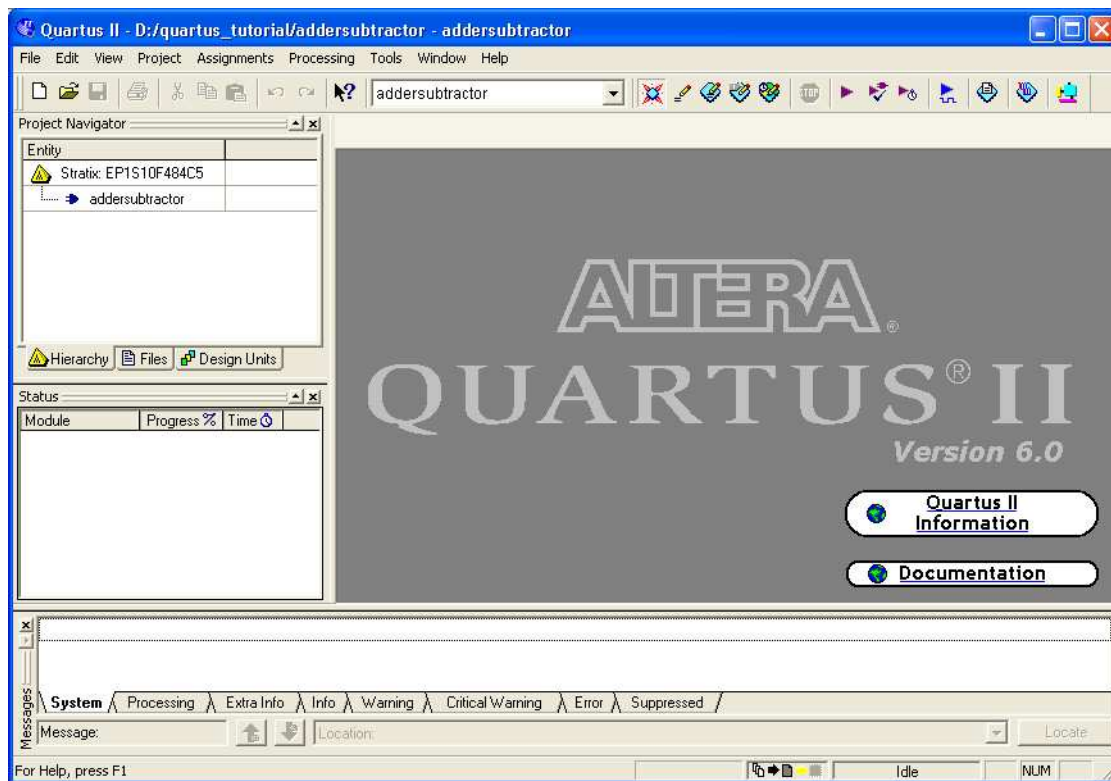 Quartus II - D:/quartus_tutorial/addersubtractor - addersubtractor
File Edit View Project Assignments Processing Tools Window Help
addersubtractor
STOP
Project Navigator
Entity
Stratix: EP1S10F484C5
addersubtractor
Hierarchy Files Design Units
Status
Module Progress % Time
ALTERA®
QUARTUS® II
Version 6.0
Quartus II
Information
Documentation
Messages
System Processing Extra Info Info Warning Critical Warning Error Suppressed
Message: Location: Locate
For Help, press F1 Idle NUM